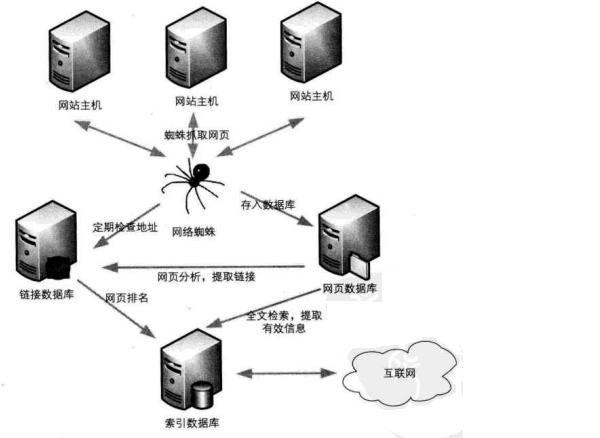 网站主机
网站主机
网站主机
蜘蛛抓取网页
网络蜘蛛
定期检查地址
存入数据库
链接数据库
网页分析，提取链接
网页数据库
网页排名
全文检索，提取
有效信息
索引数据库
互联网